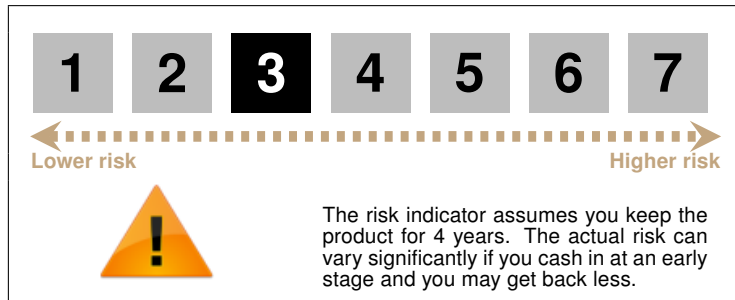 1 2 3 4 5 6 7
Lower risk Higher risk
!
The risk indicator assumes you keep the
product for 4 years. The actual risk can
vary significantly if you cash in at an early
stage and you may get back less.